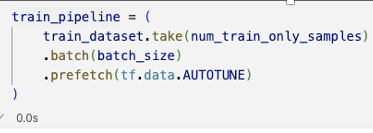 train_pipeline = (
    train_dataset.take(num_train_only_samples)
    .batch(batch_size)
    .prefetch(tf.data.AUTOTUNE)
)
0.0s